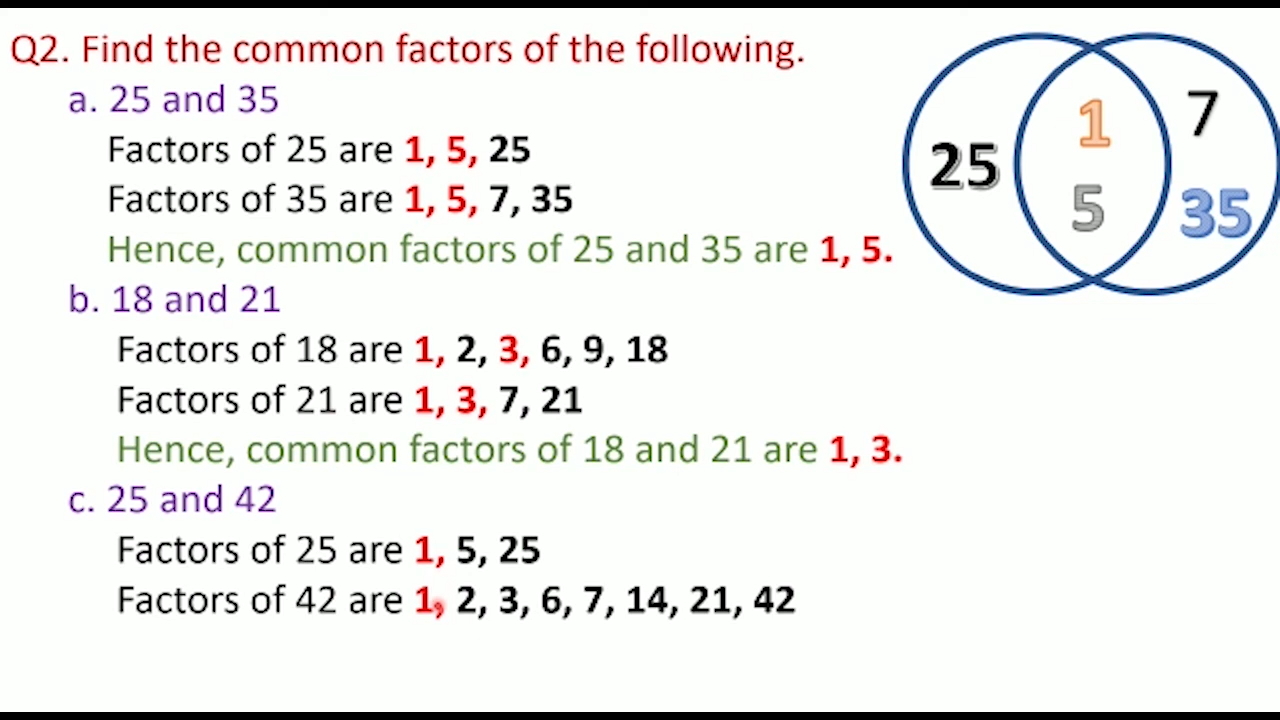 Q2. Find the common factors of the following.
a. 25 and 35
Factors of 25 are 1, 5, 25
Factors of 35 are 1, 5, 7, 35
Hence, common factors of 25 and 35 are 1, 5.
b. 18 and 21
Factors of 18 are 1, 2, 3, 6, 9, 18
Factors of 21 are 1, 3, 7, 21
Hence, common factors of 18 and 21 are 1, 3.
c. 25 and 42
Factors of 25 are 1, 5, 25
Factors of 42 are 1, 2, 3, 6, 7, 14, 21, 42
25
1
5
7
35